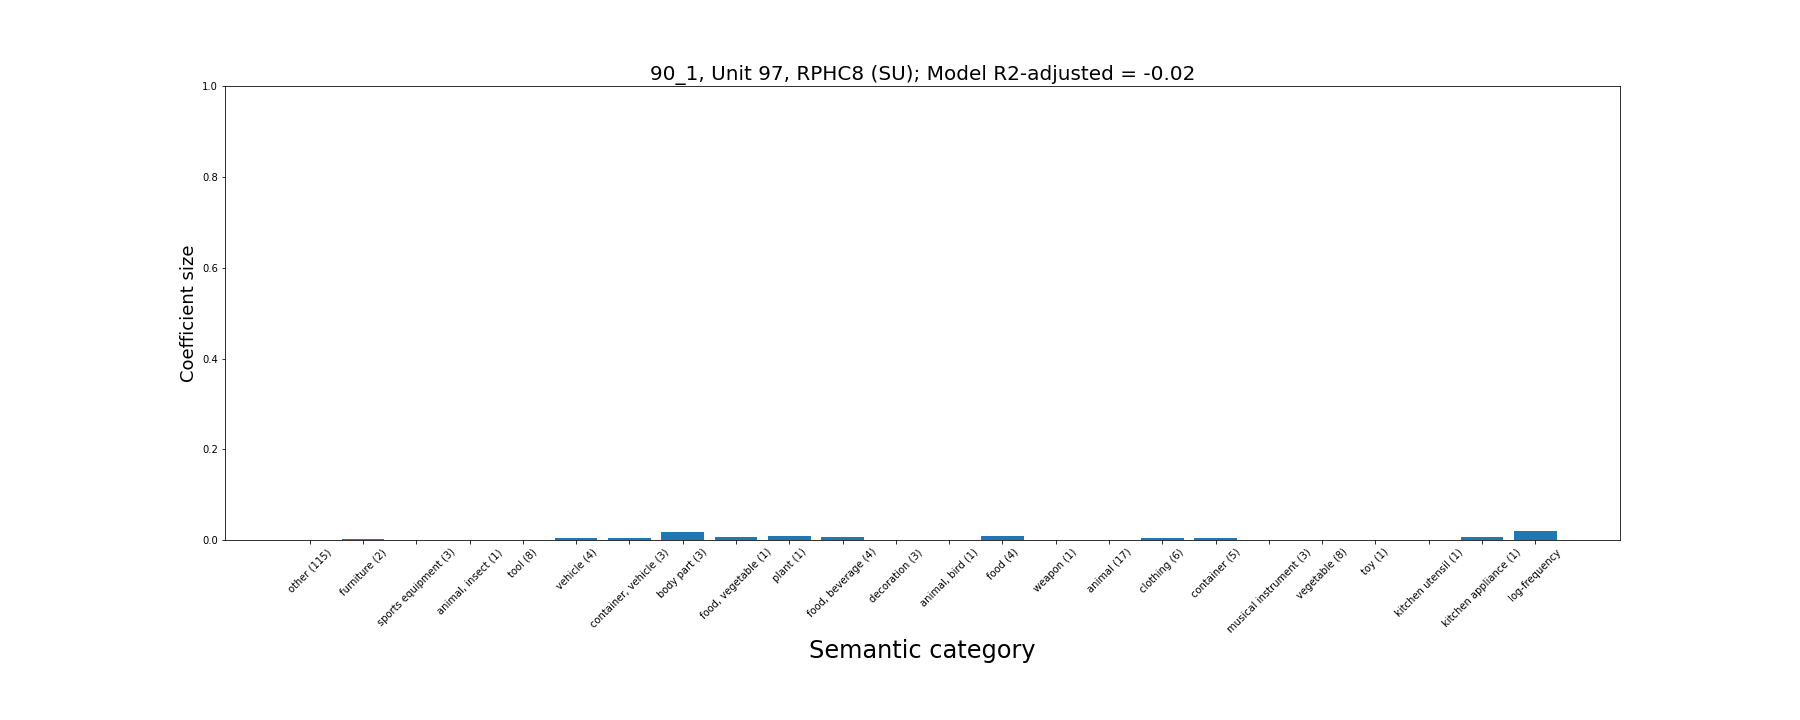 90_1, Unit 97, RPHC8 (SU); Model R2-adjusted = -0.02
Coefficient size
1.0
0.8
0.6
0.4
0.2
0.0
other (115)
furniture (2)
sports equipment (3)
animal, insect (1)
tool (8)
vehicle (4)
container, vehicle (3)
body part (3)
food, vegetable (1)
plant (1)
food, beverage (4)
decoration (3)
animal, bird (1)
food (4)
weapon (1)
animal (17)
clothing (6)
container (5)
musical instrument (3)
vegetable (8)
toy (1)
kitchen utensil (1)
kitchen appliance (1)
log-frequency
Semantic category